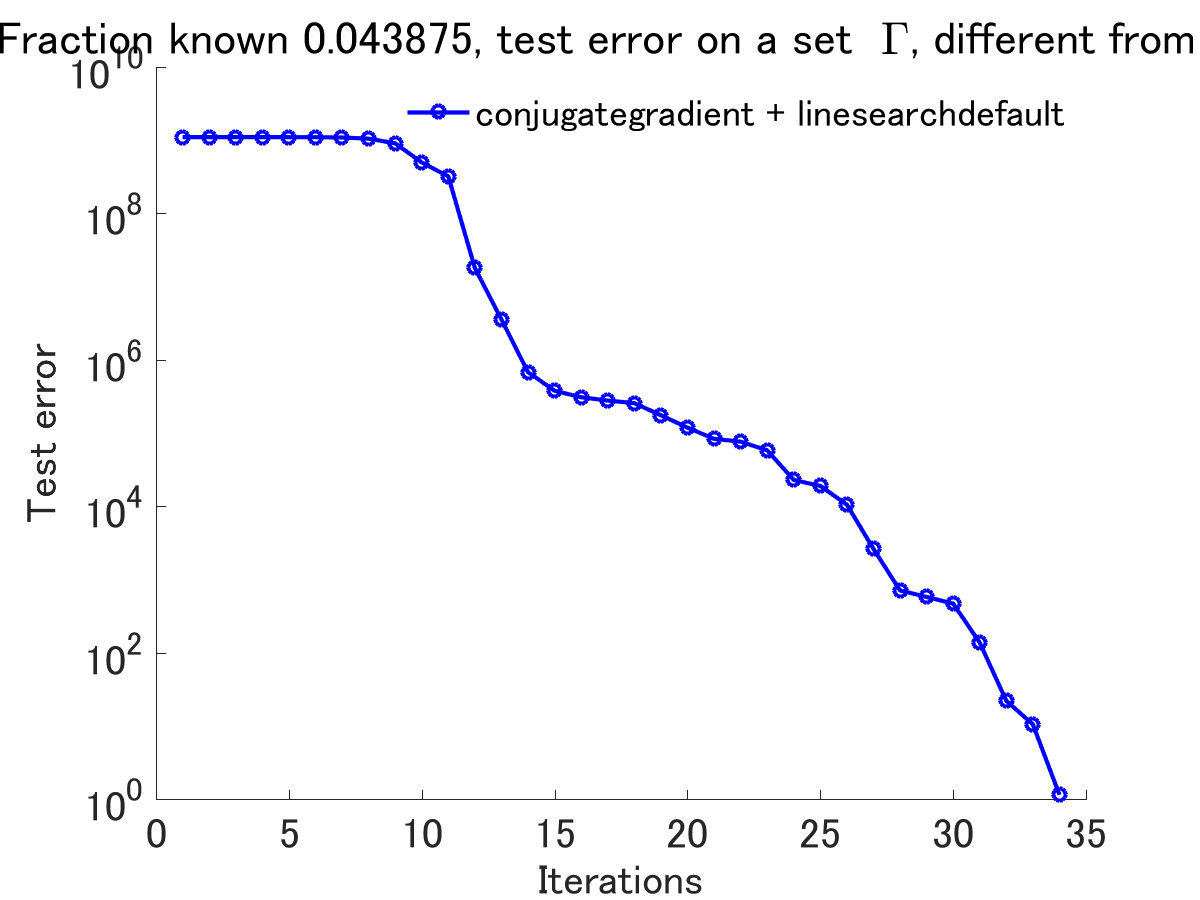 Fraction known 0.043875, test error on a set Γ, different from
conjugategradient + linesearchdefault
Test error
10^10
10^8
10^6
10^4
10^2
10^0
0 5 10 15 20 25 30 35
Iterations